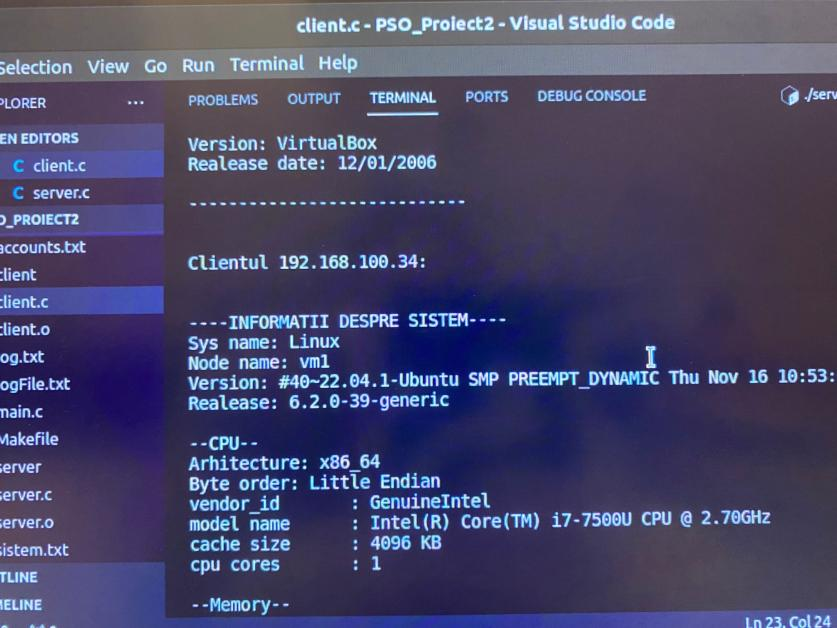 client.c - PSO_Proiect2 - Visual Studio Code
Selection View Go Run Terminal Help
PLORER ...
EN EDITORS
C client.c
C server.c
O_PROIECT2
accounts.txt
client
client.c
client.o
og.txt
ogFile.txt
main.c
Makefile
server
server.c
server.o
sistem.txt
TLINE
MELINE
PROBLEMS OUTPUT TERMINAL PORTS DEBUG CONSOLE ./serv
Version: VirtualBox
Realease date: 12/01/2006
----------------------------
Clientul 192.168.100.34:
----INFORMATII DESPRE SISTEM----
Sys name: Linux
Node name: vm1
Version: #40~22.04.1-Ubuntu SMP PREEMPT_DYNAMIC Thu Nov 16 10:53:
Realease: 6.2.0-39-generic
--CPU--
Arhitecture: x86_64
Byte order: Little Endian
vendor_id : GenuineIntel
model name : Intel(R) Core(TM) i7-7500U CPU @ 2.70GHz
cache size : 4096 KB
cpu cores : 1
--Memory--
Ln 23, Col 24